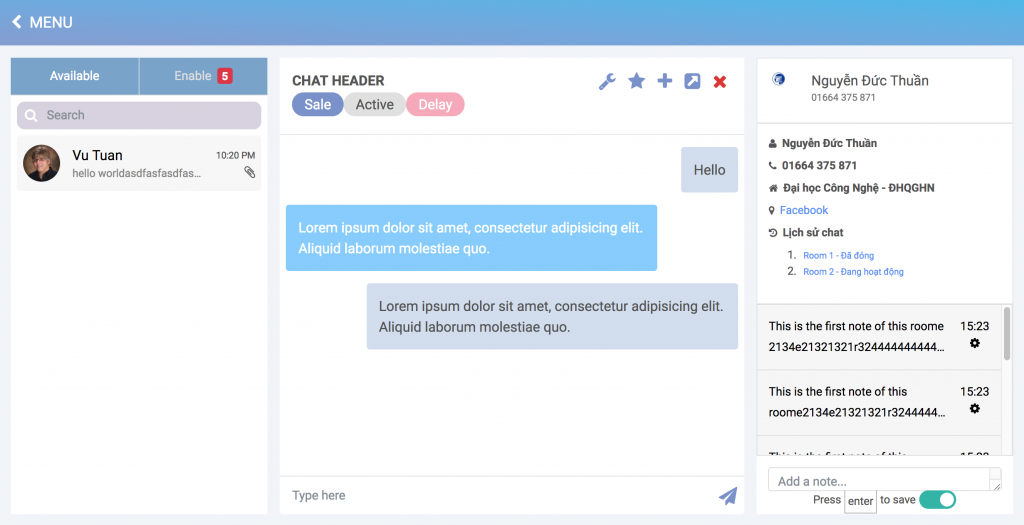 MENU
Available
Enable 5
Search
Vu Tuan
10:20 PM
hello worldasdfasfasdfas...
CHAT HEADER
Sale Active Delay
Hello
Lorem ipsum dolor sit amet, consectetur adipisicing elit.
Aliquid laborum molestiae quo.
Lorem ipsum dolor sit amet, consectetur adipisicing elit.
Aliquid laborum molestiae quo.
Type here
Nguyễn Đức Thuần
01664 375 871
Nguyễn Đức Thuần
01664 375 871
Đại học Công Nghệ - ĐHQGHN
Facebook
Lịch sử chat
1. Room 1 - Đã đóng
2. Room 2 - Đang hoạt động
This is the first note of this roome 15:23
2134e21321321r324444444444...
This is the first note of this 15:23
roome2134e21321321r3244444...
Add a note...
Press enter to save